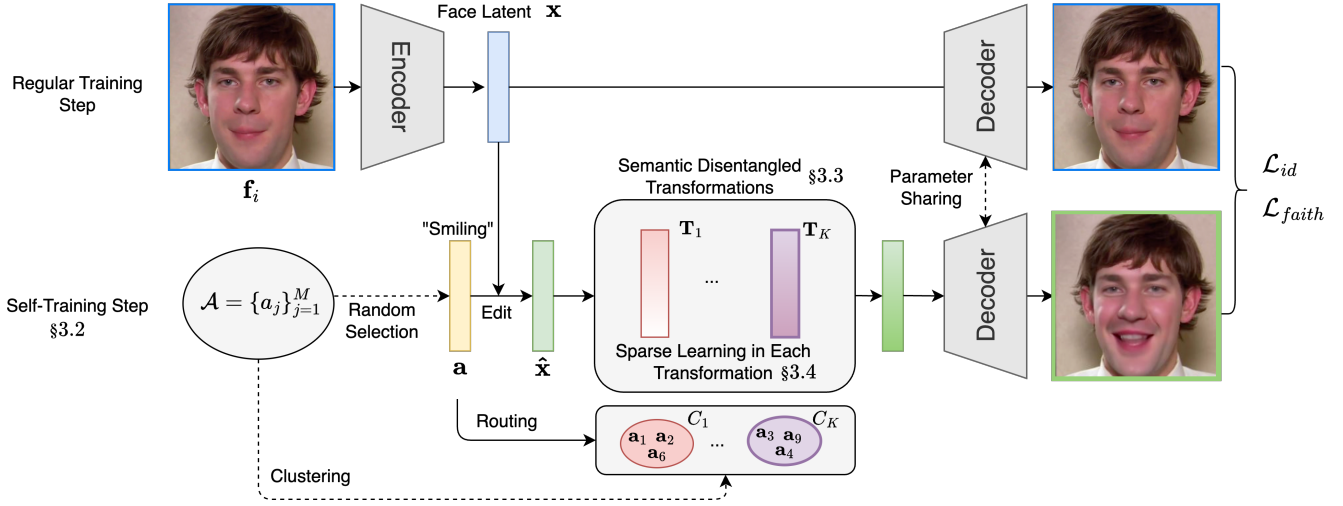 Face Latent x
Regular Training
Step
Encoder
Decoder
f_i
Semantic Disentangled
Transformations §3.3
Parameter
Sharing
ℒ_id
ℒ_faith
Self-Training Step
§3.2
𝒜 = {a_j}_{j=1}^M
Random
Selection
"Smiling"
a
Edit
x̂
T_1
...
T_K
Sparse Learning in Each
Transformation §3.4
Decoder
Routing
C_1
a_1 a_2
a_6
...
C_K
a_3 a_9
a_4
Clustering